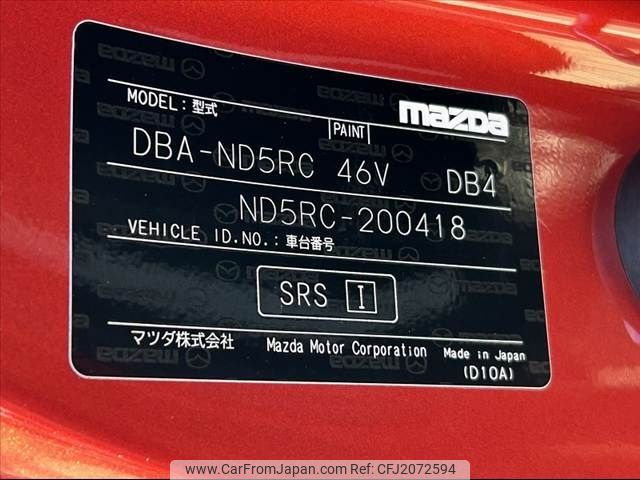 mazda
MODEL : 型式
PAINT
DBA-ND5RC 46V DB4
ND5RC-200418
VEHICLE ID.NO. : 車台番号
SRS I
マツダ株式会社 Mazda Motor Corporation Made in Japan
(D10A)
www.CarFromJapan.com © CFJ2072594